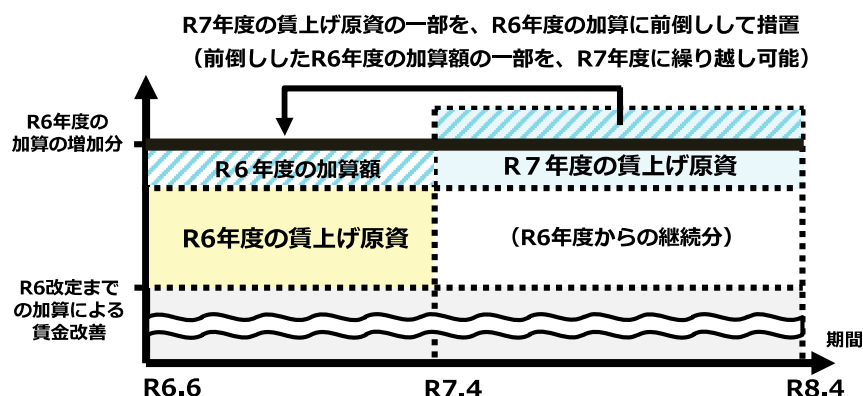 R7年度の賃上げ原資の一部を、R6年度の加算に前倒しして措置
（前倒ししたR6年度の加算額の一部を、R7年度に繰り越し可能）
R6年度の
加算の増加分
R６年度の加算額
R７年度の賃上げ原資
R6年度の賃上げ原資
（R6年度からの継続分）
R6改定まで
の加算による
賃金改善
期間
R6.6
R7.4
R8.4